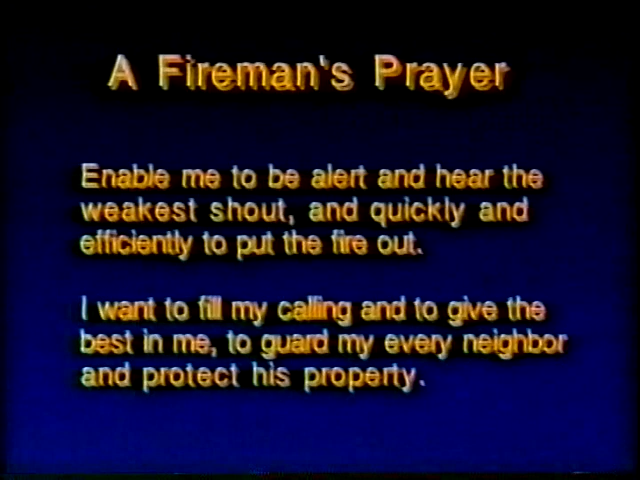 A Fireman's Prayer
Enable me to be alert and hear the
weakest shout, and quickly and
efficiently to put the fire out.
I want to fill my calling and to give the
best in me, to guard my every neighbor
and protect his property.